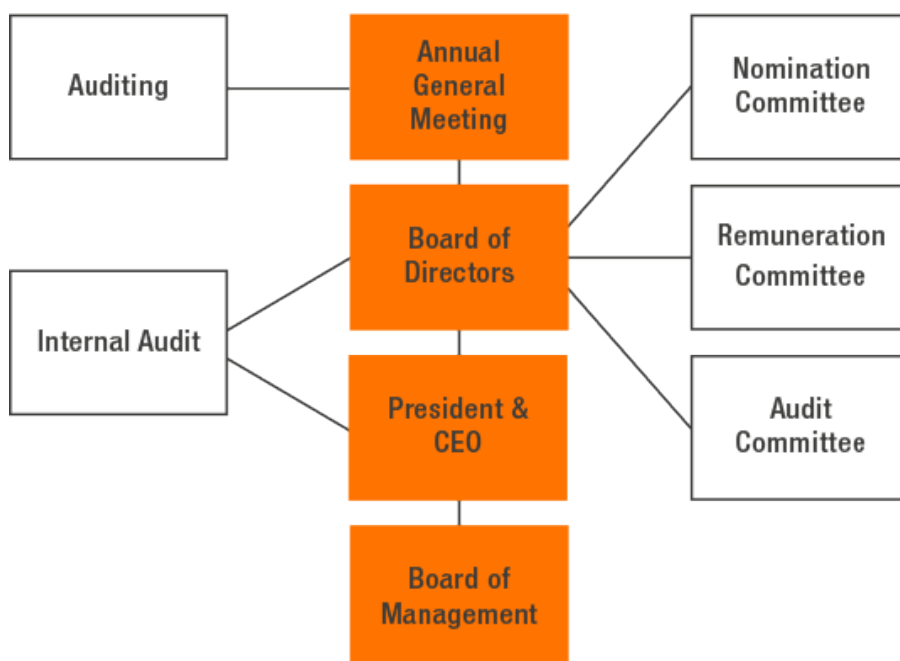 Auditing
Annual
General
Meeting
Nomination
Committee
Board of
Directors
Remuneration
Committee
Internal Audit
President &
CEO
Audit
Committee
Board of
Management